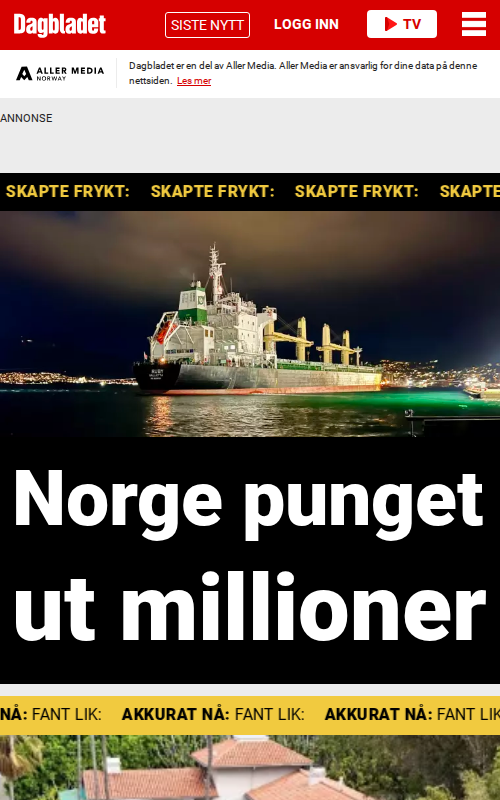 Dagbladet
SISTE NYTT
LOGG INN
TV
ALLER MEDIA
NORWAY
Dagbladet er en del av Aller Media. Aller Media er ansvarlig for dine data på denne
nettsiden. Les mer
ANNONSE
SKAPTE FRYKT: SKAPTE FRYKT: SKAPTE FRYKT: SKAPTE
RUBY
Norge punget
ut millioner
NÅ: FANT LIK: AKKURAT NÅ: FANT LIK: AKKURAT NÅ: FANT LIK